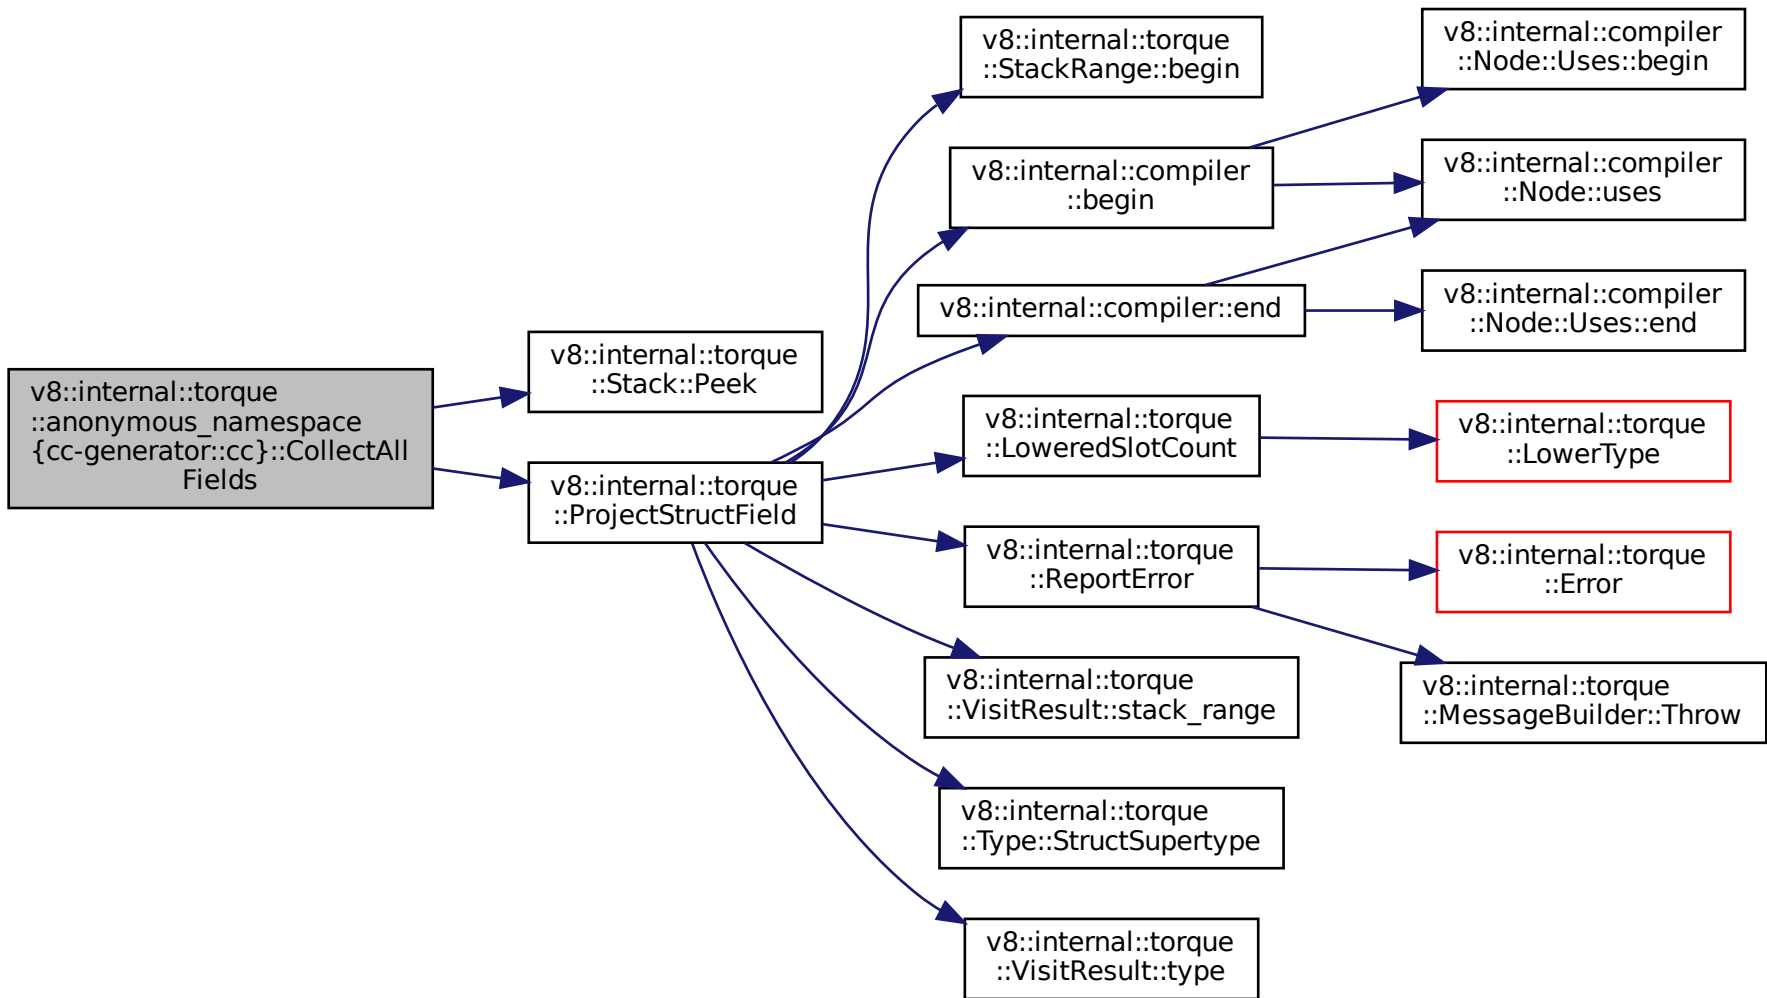 v8::internal::torque
::anonymous_namespace
{cc-generator::cc}::CollectAll
Fields
v8::internal::torque
::Stack::Peek
v8::internal::torque
::ProjectStructField
v8::internal::torque
::StackRange::begin
v8::internal::compiler
::begin
v8::internal::compiler::end
v8::internal::torque
::LoweredSlotCount
v8::internal::torque
::ReportError
v8::internal::torque
::VisitResult::stack_range
v8::internal::torque
::Type::StructSupertype
v8::internal::torque
::VisitResult::type
v8::internal::compiler
::Node::Uses::begin
v8::internal::compiler
::Node::uses
v8::internal::compiler
::Node::Uses::end
v8::internal::torque
::LowerType
v8::internal::torque
::Error
v8::internal::torque
::MessageBuilder::Throw